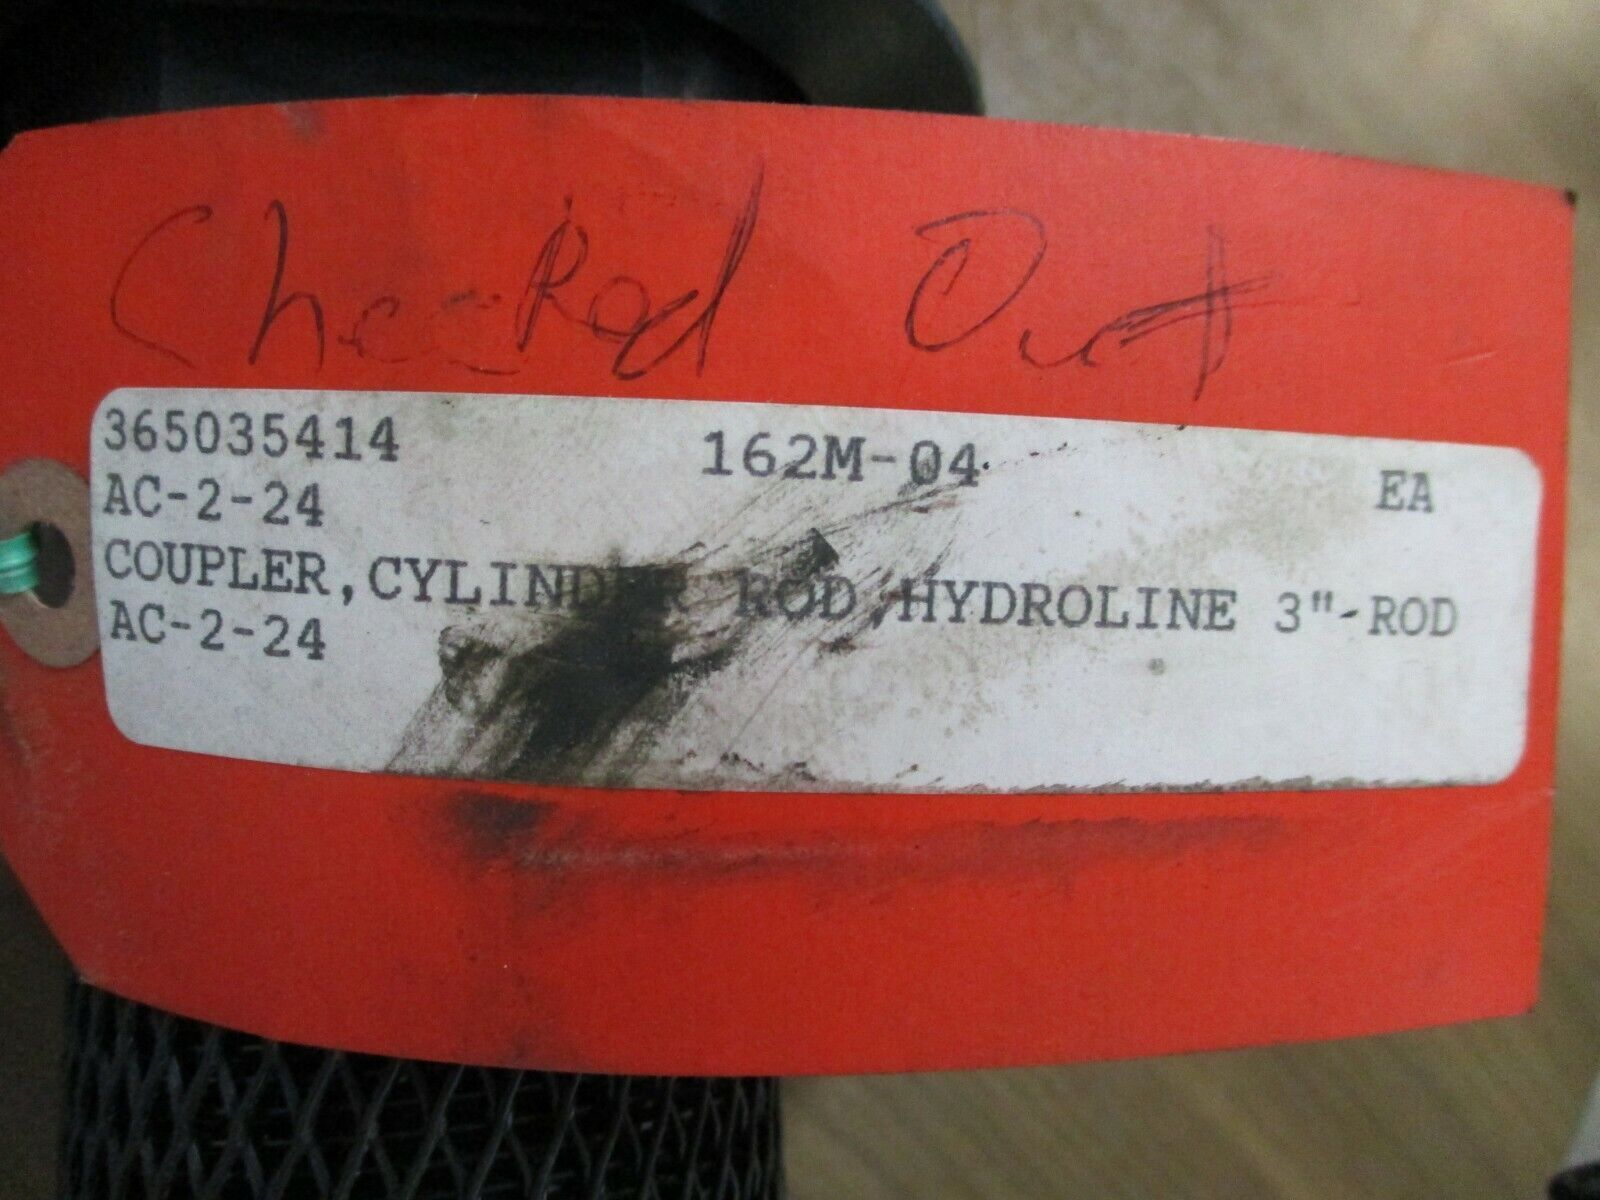 Checked Out
365035414 162M-04 EA
AC-2-24
COUPLER,CYLINDER ROD,HYDROLINE 3"-ROD
AC-2-24